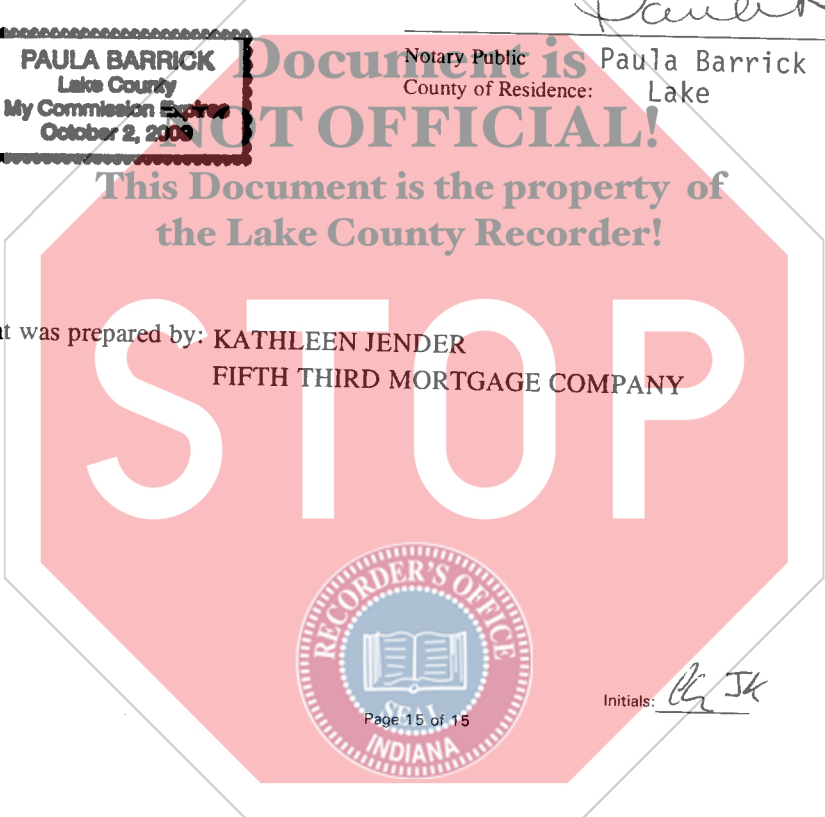 PAULA BARRICK
Lake County
My Commission Expires
October 2, 2009
Notary Public
Paula Barrick
County of Residence:
Lake
Document is
NOT OFFICIAL!
This Document is the property of
the Lake County Recorder!
STOP
was prepared by: KATHLEEN JENDER
FIFTH THIRD MORTGAGE COMPANY
RECORDER'S OFFICE
SEAL
INDIANA
Page 15 of 15
Initials: JK